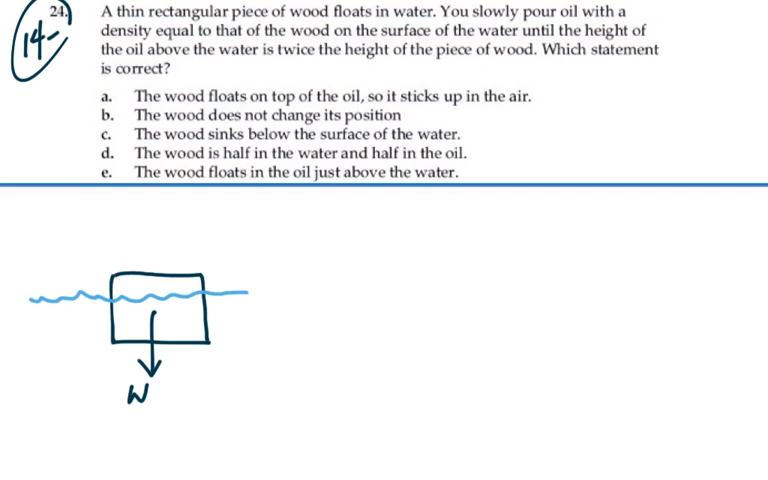 24.)
14-
A thin rectangular piece of wood floats in water. You slowly pour oil with a
density equal to that of the wood on the surface of the water until the height of
the oil above the water is twice the height of the piece of wood. Which statement
is correct?
a. The wood floats on top of the oil, so it sticks up in the air.
b. The wood does not change its position
c. The wood sinks below the surface of the water.
d. The wood is half in the water and half in the oil.
e. The wood floats in the oil just above the water.
W